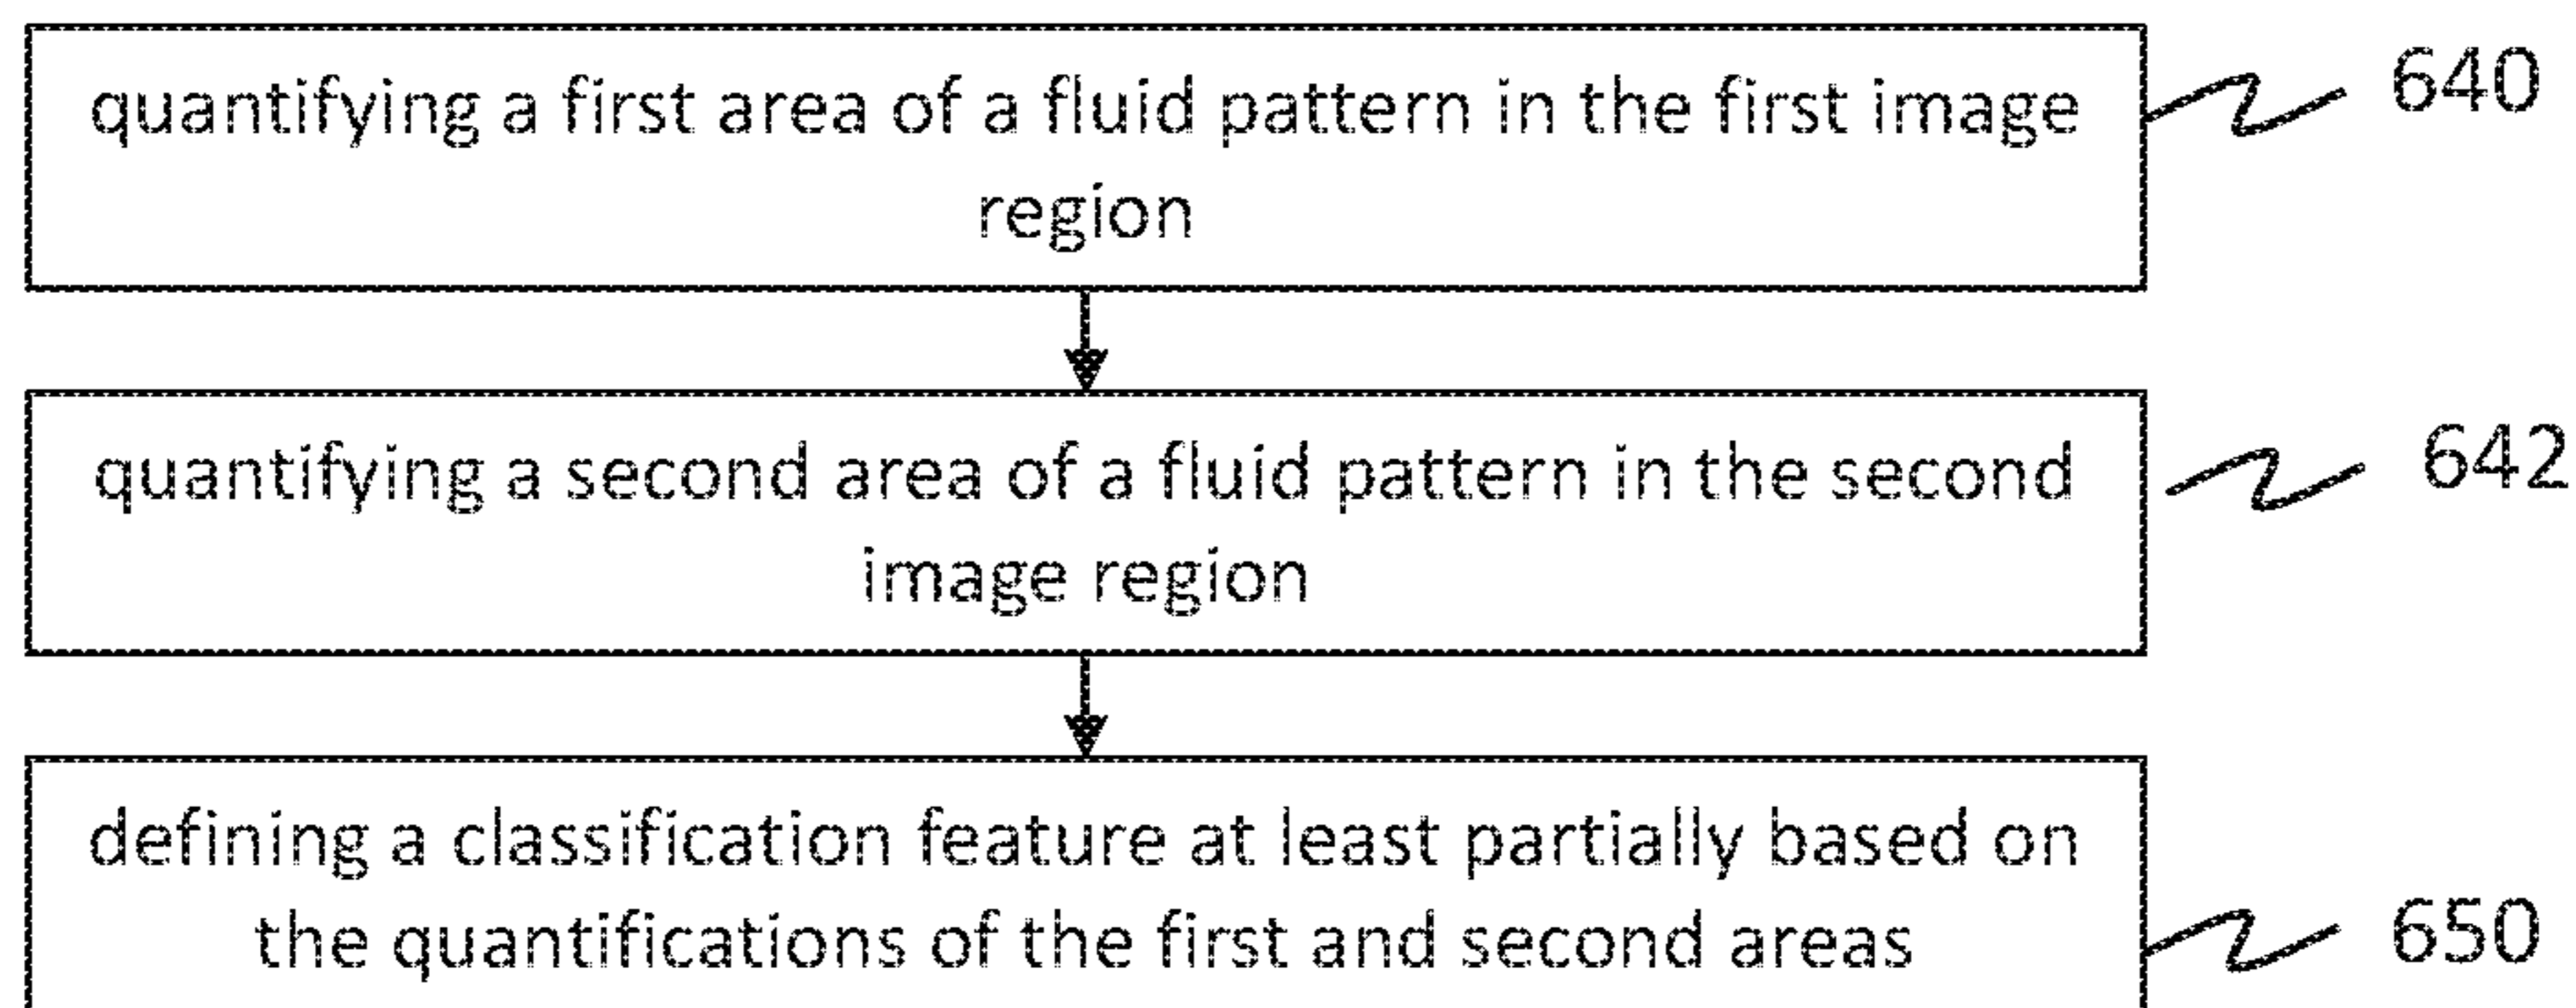 quantifying a first area of a fluid pattern in the first image
region
640
quantifying a second area of a fluid pattern in the second
image region
642
defining a classification feature at least partially based on
the quantifications of the first and second areas
650